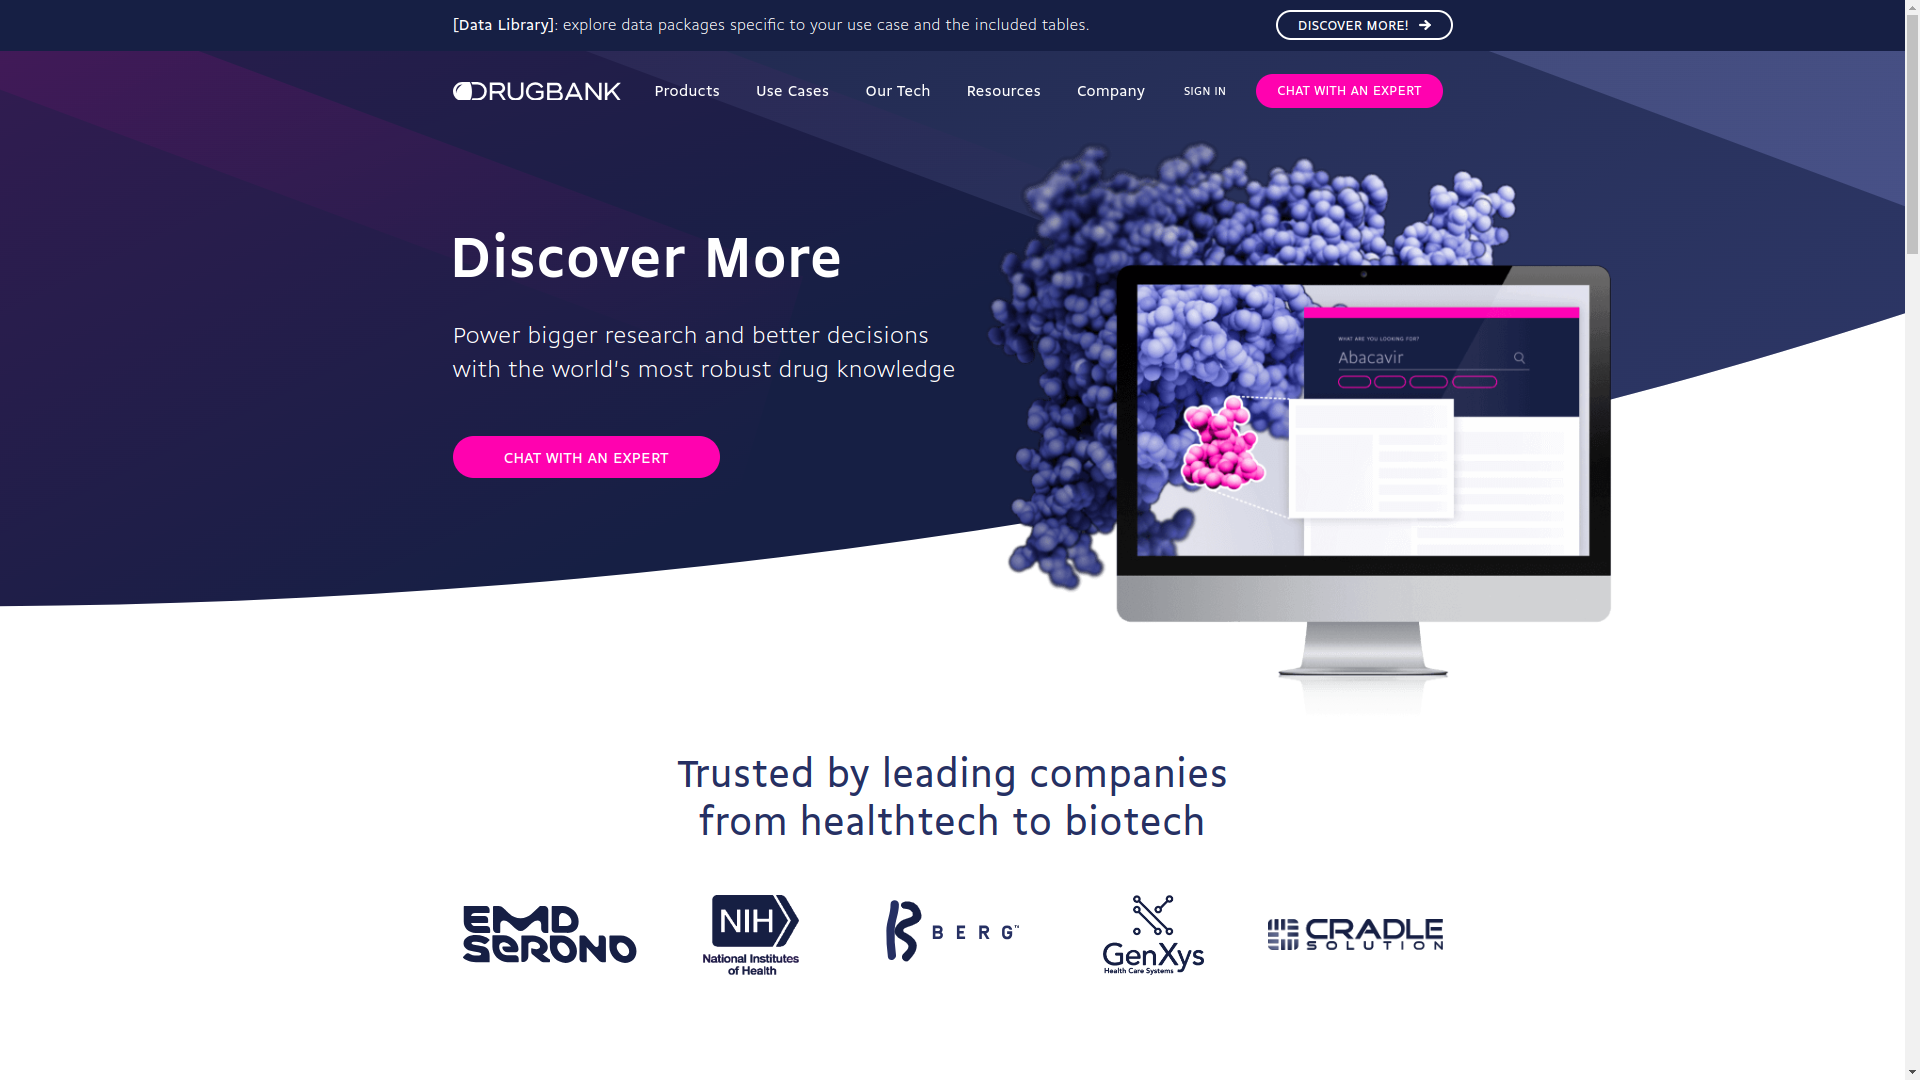 [Data Library]: explore data packages specific to your use case and the included tables.
DISCOVER MORE!
DRUGBANK
Products
Use Cases
Our Tech
Resources
Company
SIGN IN
CHAT WITH AN EXPERT
Discover More
Power bigger research and better decisions
with the world's most robust drug knowledge
CHAT WITH AN EXPERT
WHAT ARE YOU LOOKING FOR?
Abacavir
Trusted by leading companies
from healthtech to biotech
EMD
SERONO
NIH
National Institutes
of Health
BERG™
GenXys
Health Care Systems
CRADLE
SOLUTION